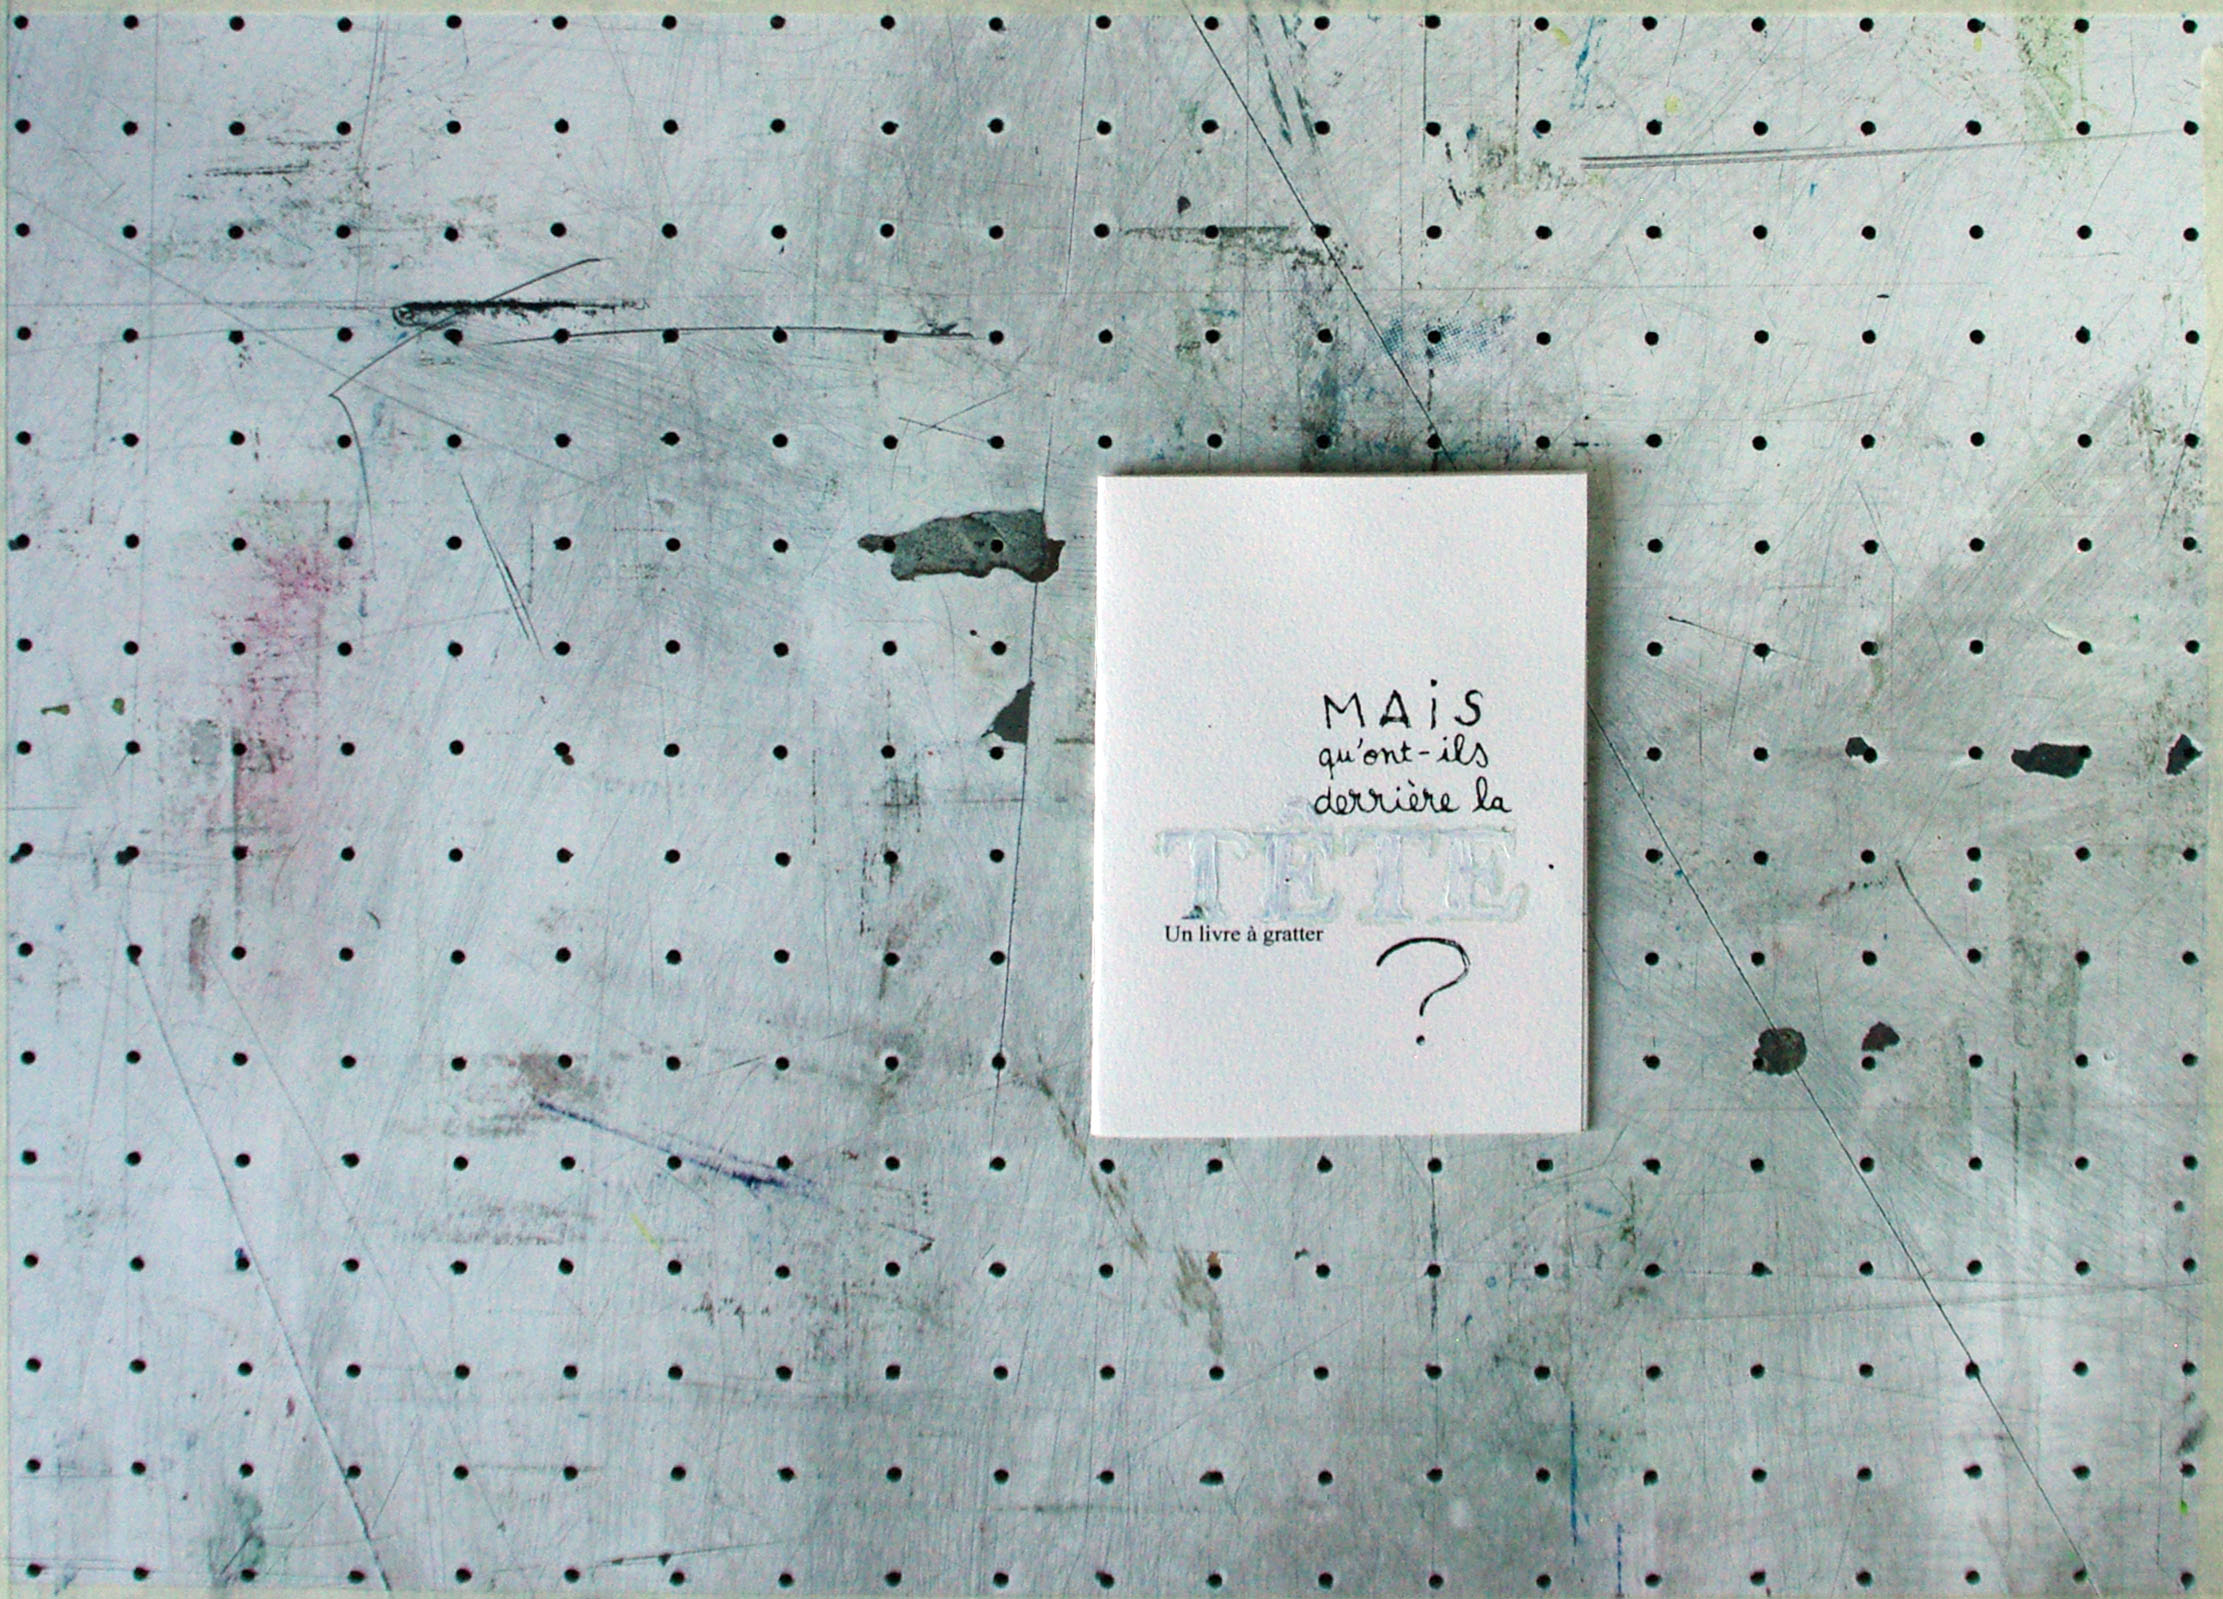 MAiS
qu'ont-ils
derrière la
TÊTE
Un livre à gratter
?